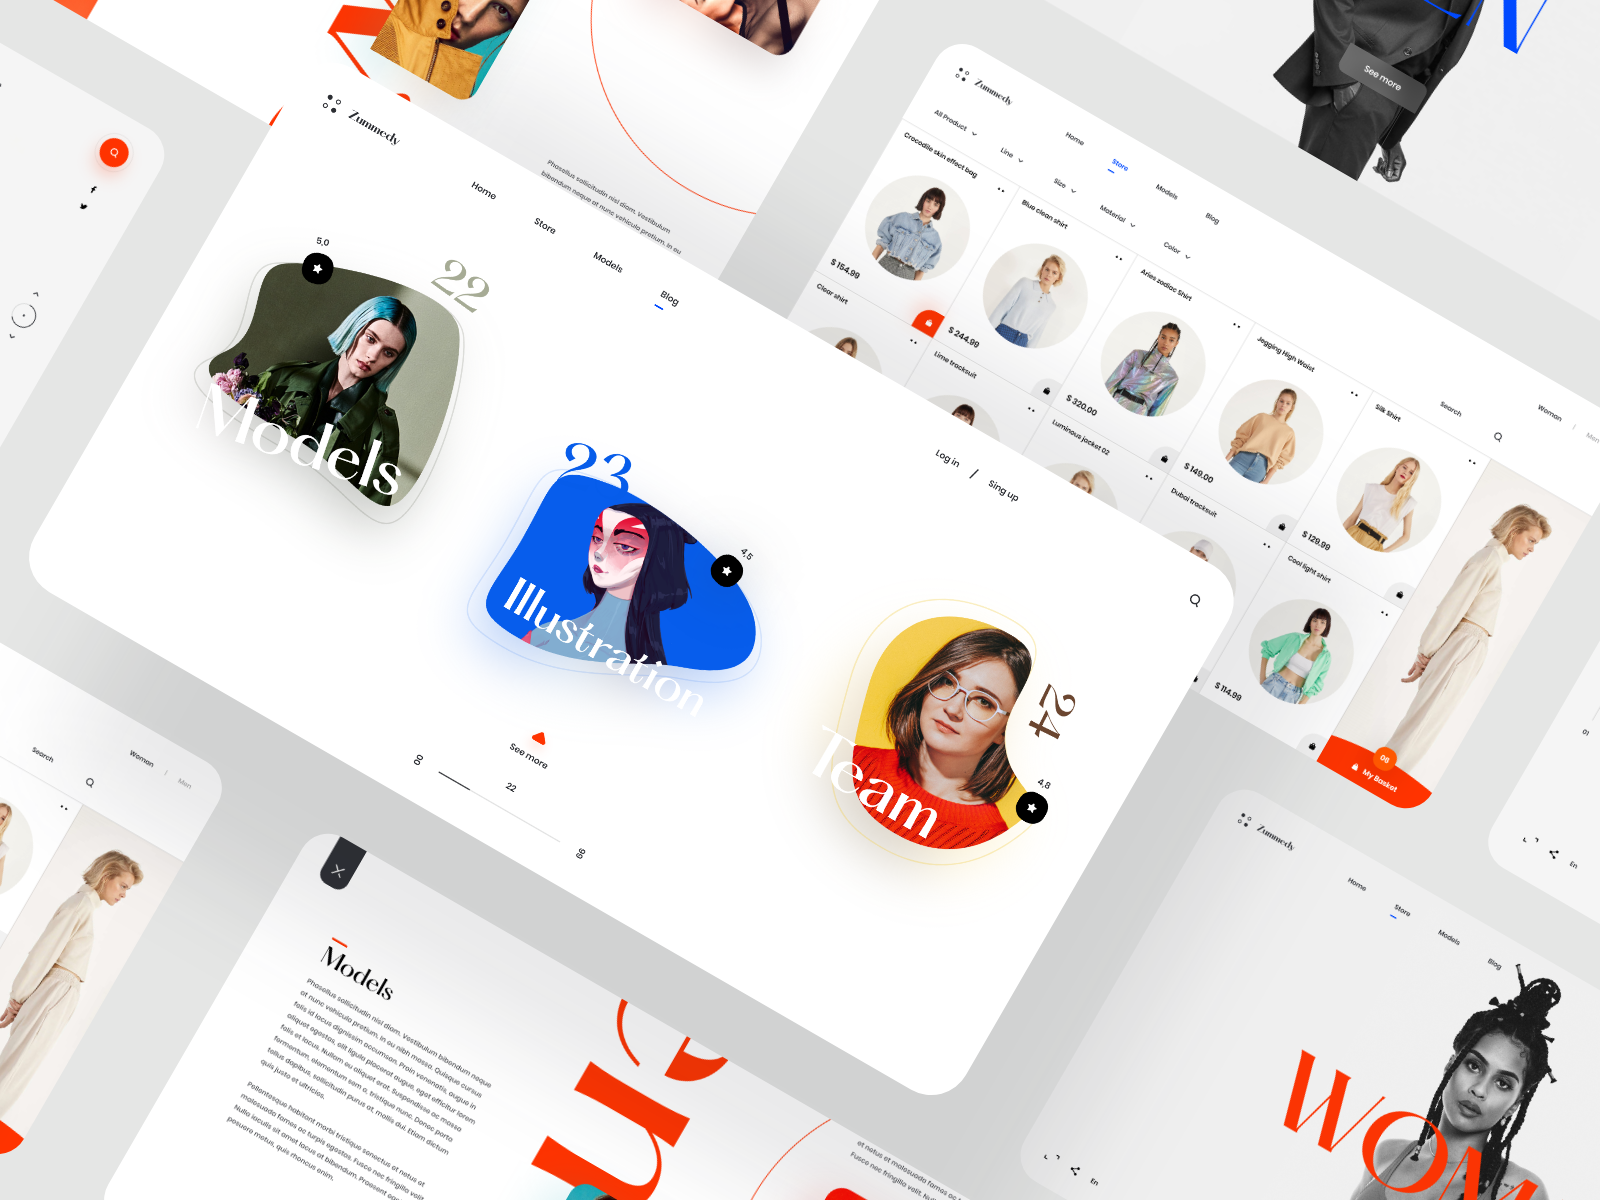 Zummedy
Home
Store
Models
Blog
Log in / Sing up
5,0
22
Models
23
4,5
Illustration
24
4,8
Team
See more
00
22
99
Phasellus sollicitudin nisl diam. Vestibulum
bibendum neque at nunc vehicula pretium. In eu
See more
Zummedy
Home
Store
Models
Blog
Search
Women | Men
All Product
Line
Size
Material
Color
Crocodile skin effect bag
$ 154.99
Blue clean shirt
$ 244.99
Aries zodiac Shirt
$ 320.00
Jogging High Waist
$ 149.00
Silk Shirt
$ 129.99
Clear shirt
Lime tracksuit
Luminous jacket 02
Dubai tracksuit
Cool light shirt
$ 114.99
06
My Basket
01
En
Search
Women | Men
Models
Phasellus sollicitudin nisl diam. Vestibulum bibendum neque
at nunc vehicula pretium. In eu nibh massa. Quisque cursus
felis id lacus dignissim accumsan. Proin venenatis, augue in
aliquet egestas, elit ligula placerat augue, eget efficitur lorem
felis et lacus. Nullam eu aliquet erat. Suspendisse ac massa
fermentum, elementum sem a, tristique nunc. Donec porta
tellus dapibus, sollicitudin purus at, mollis dui. Etiam dictum
quis justo et ultricies.
Pellentesque habitant morbi tristique senectus et netus et
malesuada fames ac turpis egestas. Fusce nec fringilla velit
Nulla iaculis sit amet lacus at bibendum. Praesent
posuere metus, quis rhoncus enim.
et netus et malesuada fames ac
Fusce nec fringilla velit.
Zummedy
Home
Store
Models
Blog
WOM
En